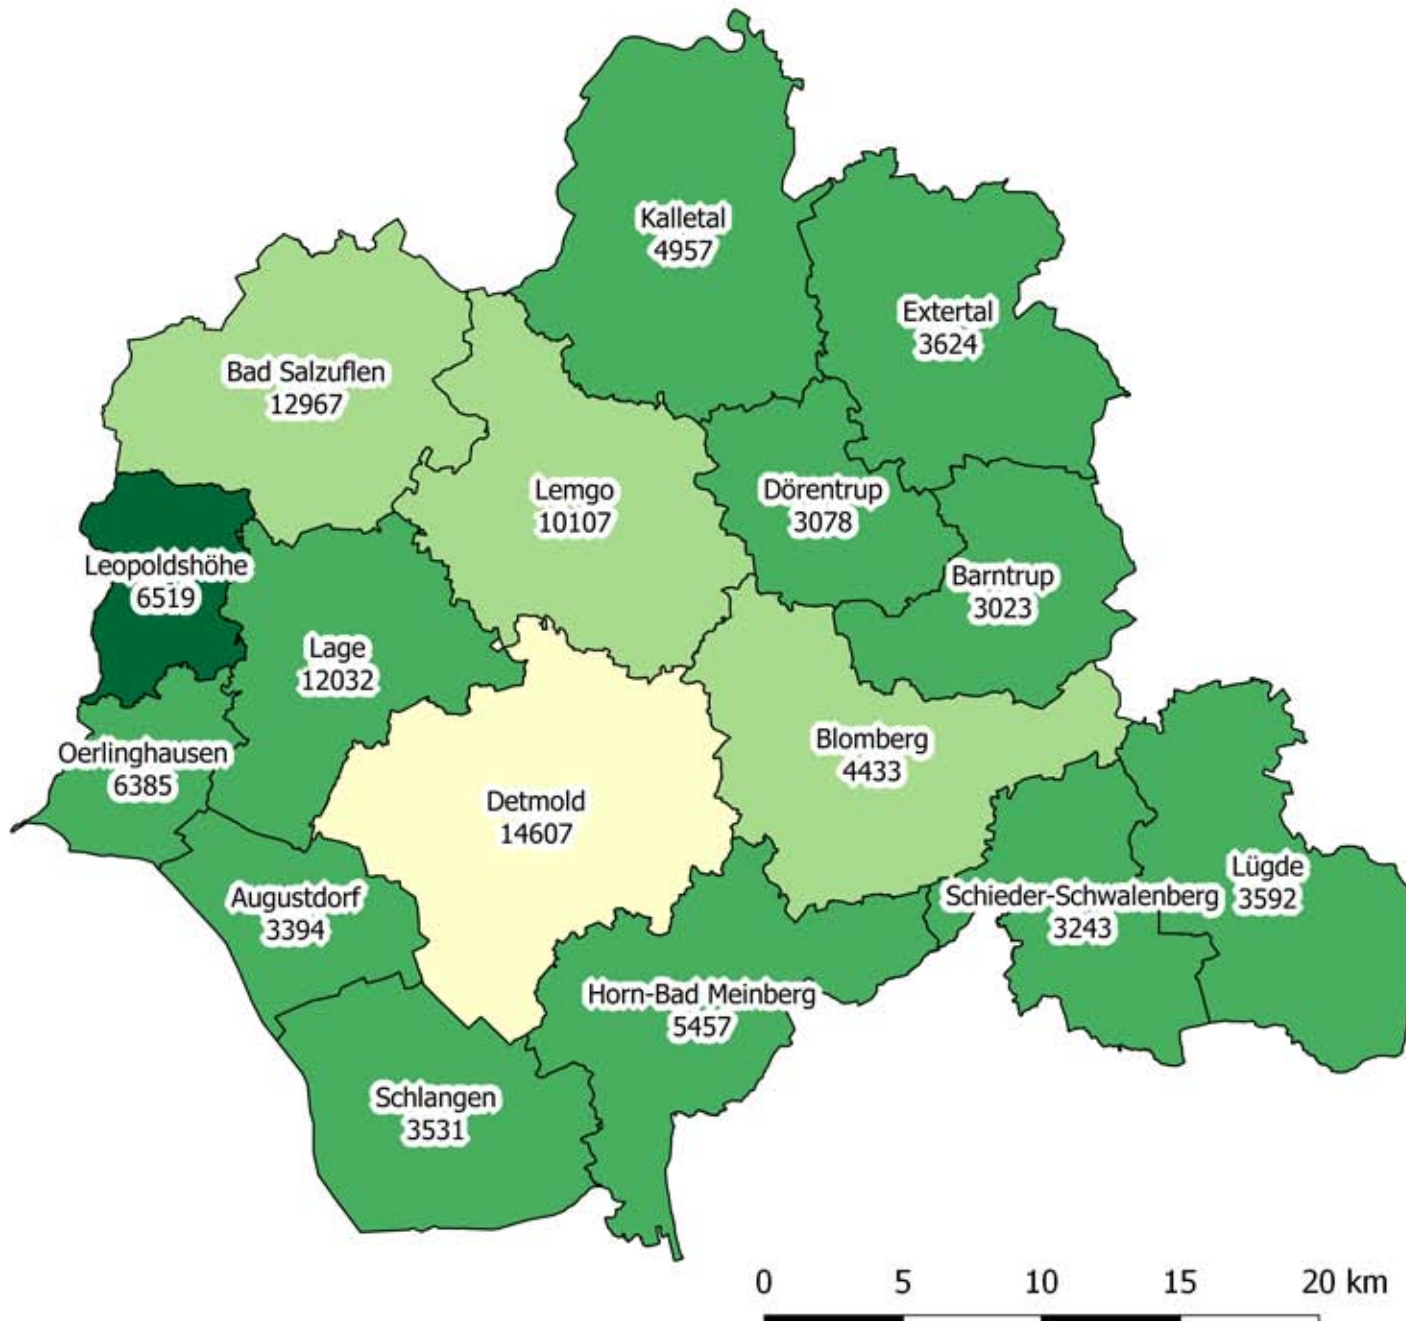 Kalletal
4957
Extertal
3624
Bad Salzuflen
12967
Lemgo
10107
Dörentrup
3078
Leopoldshöhe
6519
Barntrup
3023
Lage
12032
Oerlinghausen
6385
Blomberg
4433
Detmold
14607
Lügde
3592
Augustdorf
3394
Schieder-Schwalenberg
3243
Horn-Bad Meinberg
5457
Schlangen
3531
0 5 10 15 20 km